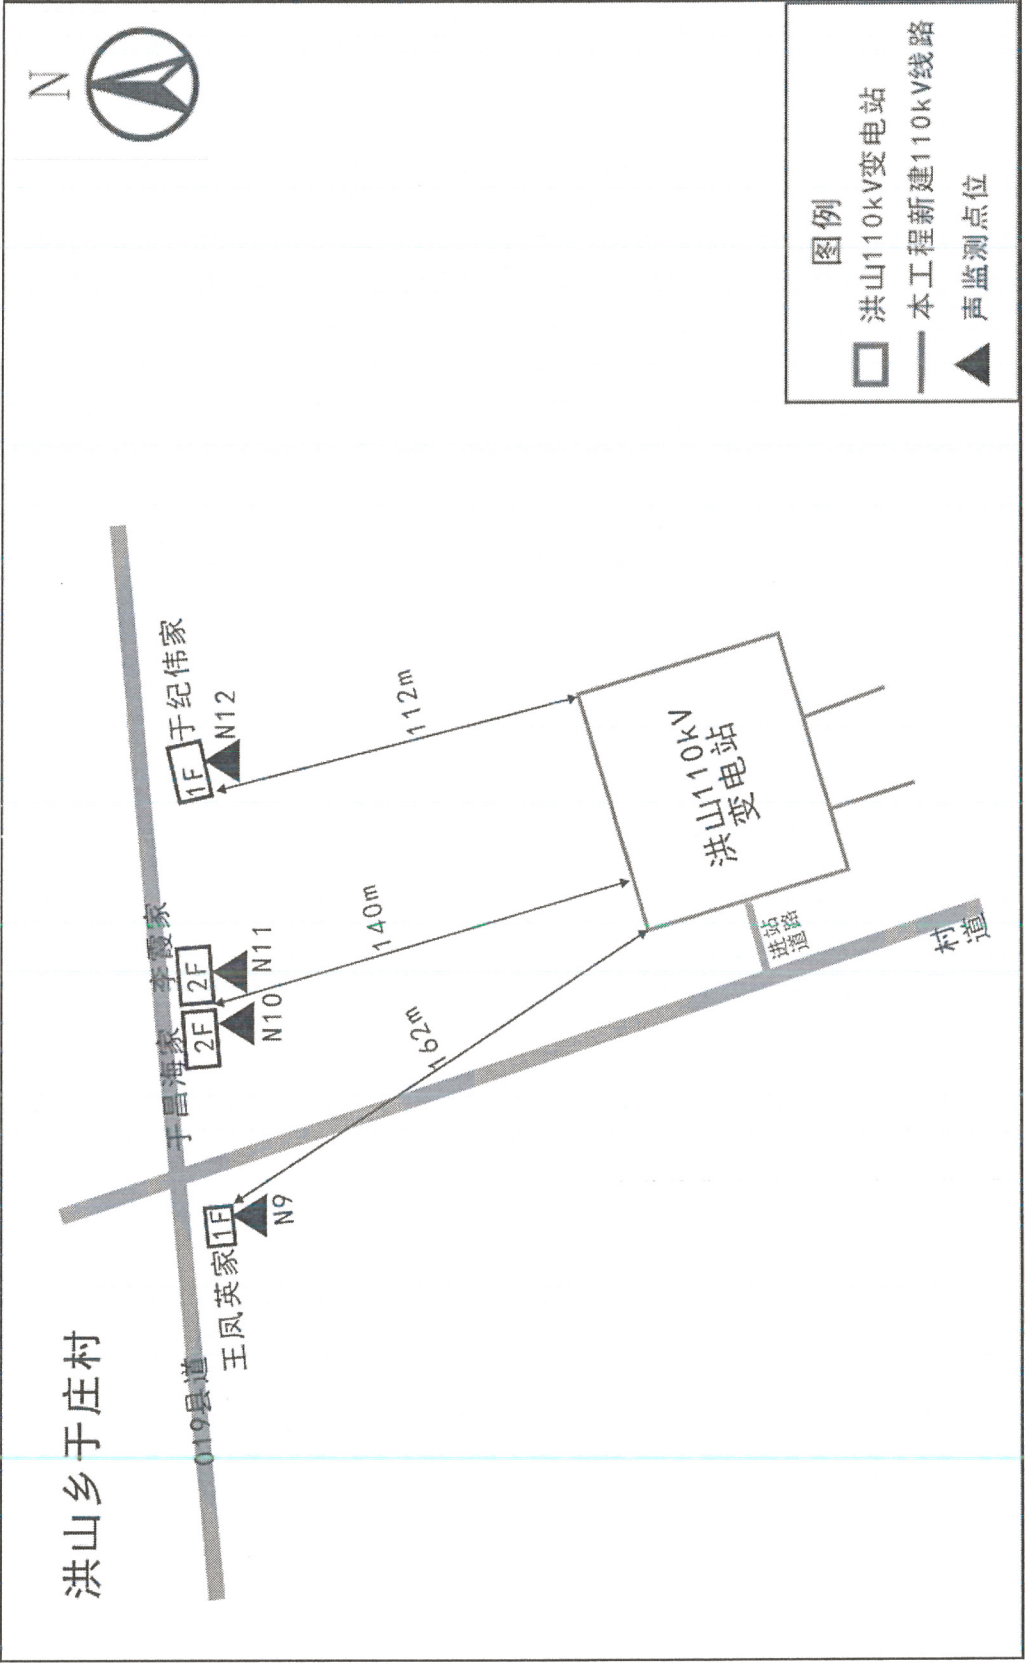 洪山乡于庄村
N
019县道
王凤英家
1F
N9
于昌海家
2F
N10
李霞家
2F
N11
于纪伟家
1F
N12
162m
140m
112m
洪山110kV
变电站
进站
道路
村
道
图例
洪山110kV变电站
本工程新建110kV线路
声监测点位